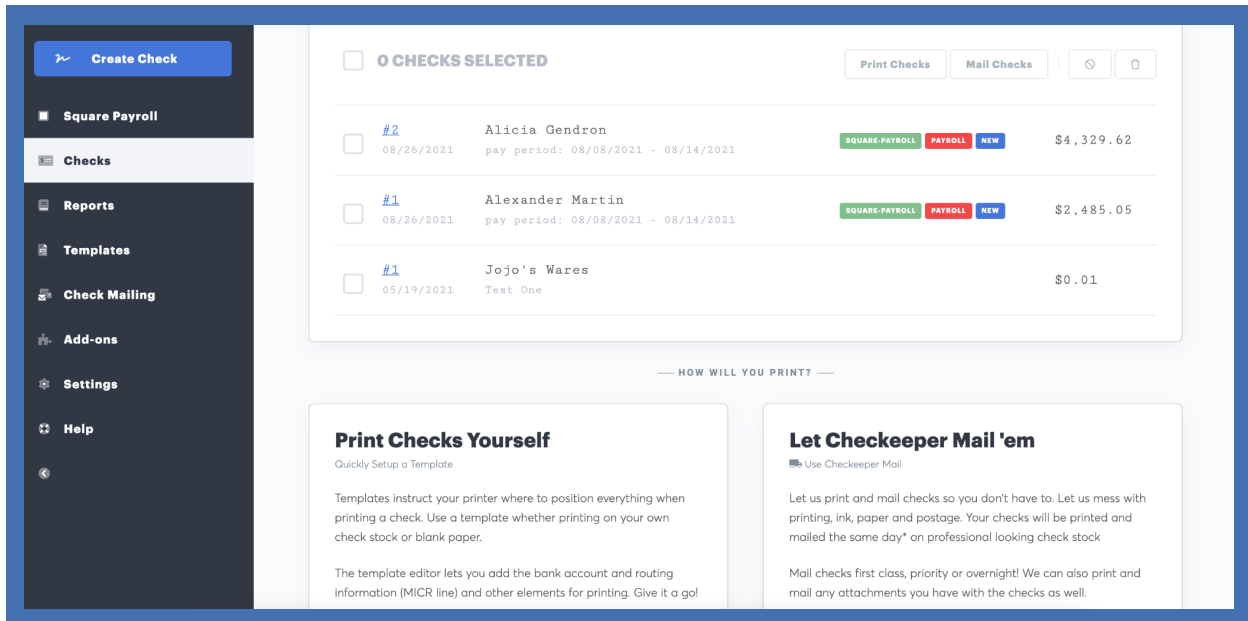 Create Check
Square Payroll
Checks
Reports
Templates
Check Mailing
Add-ons
Settings
Help
0 CHECKS SELECTED
Print Checks
Mail Checks
#2 Alicia Gendron SQUARE-PAYROLL PAYROLL NEW $4,329.62
08/26/2021 pay period: 08/08/2021 - 08/14/2021
#1 Alexander Martin SQUARE-PAYROLL PAYROLL NEW $2,485.05
08/26/2021 pay period: 08/08/2021 - 08/14/2021
#1 Jojo's Wares $0.01
05/19/2021 Test One
HOW WILL YOU PRINT?
Print Checks Yourself
Quickly Setup a Template
Templates instruct your printer where to position everything when
printing a check. Use a template whether printing on your own
check stock or blank paper.
The template editor lets you add the bank account and routing
information (MICR line) and other elements for printing. Give it a go!
Let Checkeeper Mail 'em
Use Checkeeper Mail
Let us print and mail checks so you don't have to. Let us mess with
printing, ink, paper and postage. Your checks will be printed and
mailed the same day* on professional looking check stock
Mail checks first class, priority or overnight! We can also print and
mail any attachments you have with the checks as well.